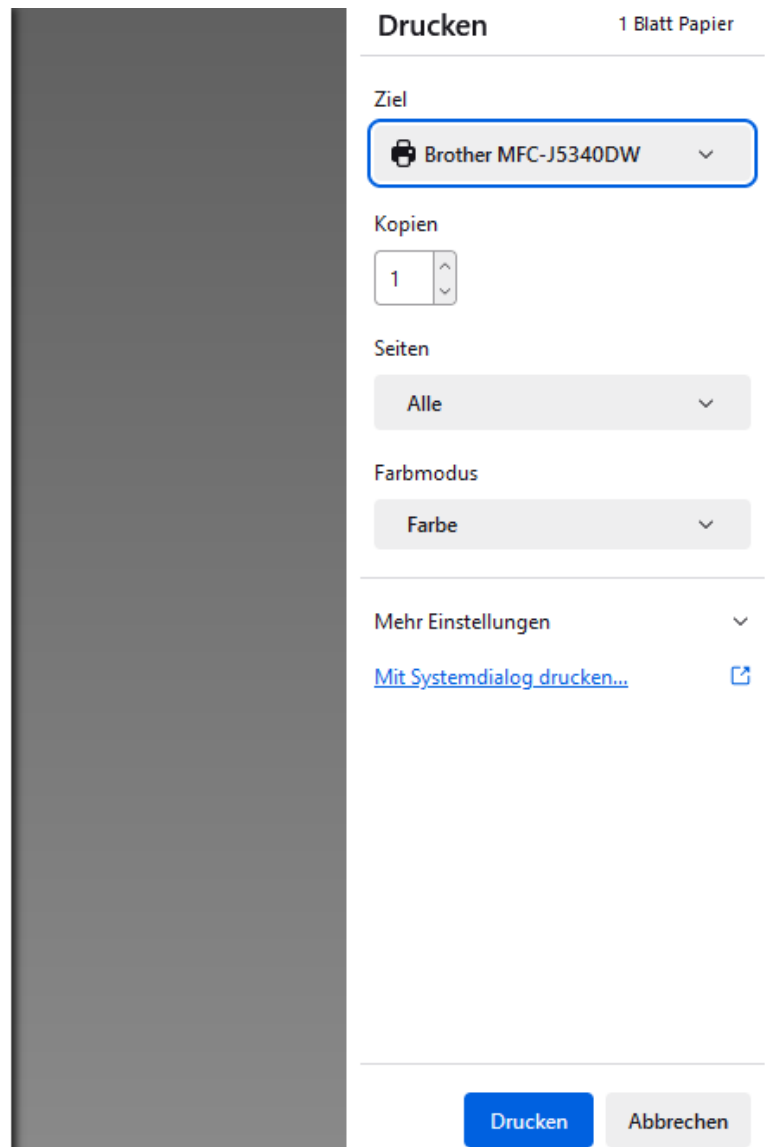 Drucken
1 Blatt Papier
Ziel
Brother MFC-J5340DW
Kopien
1
Seiten
Alle
Farbmodus
Farbe
Mehr Einstellungen
Mit Systemdialog drucken...
Drucken
Abbrechen